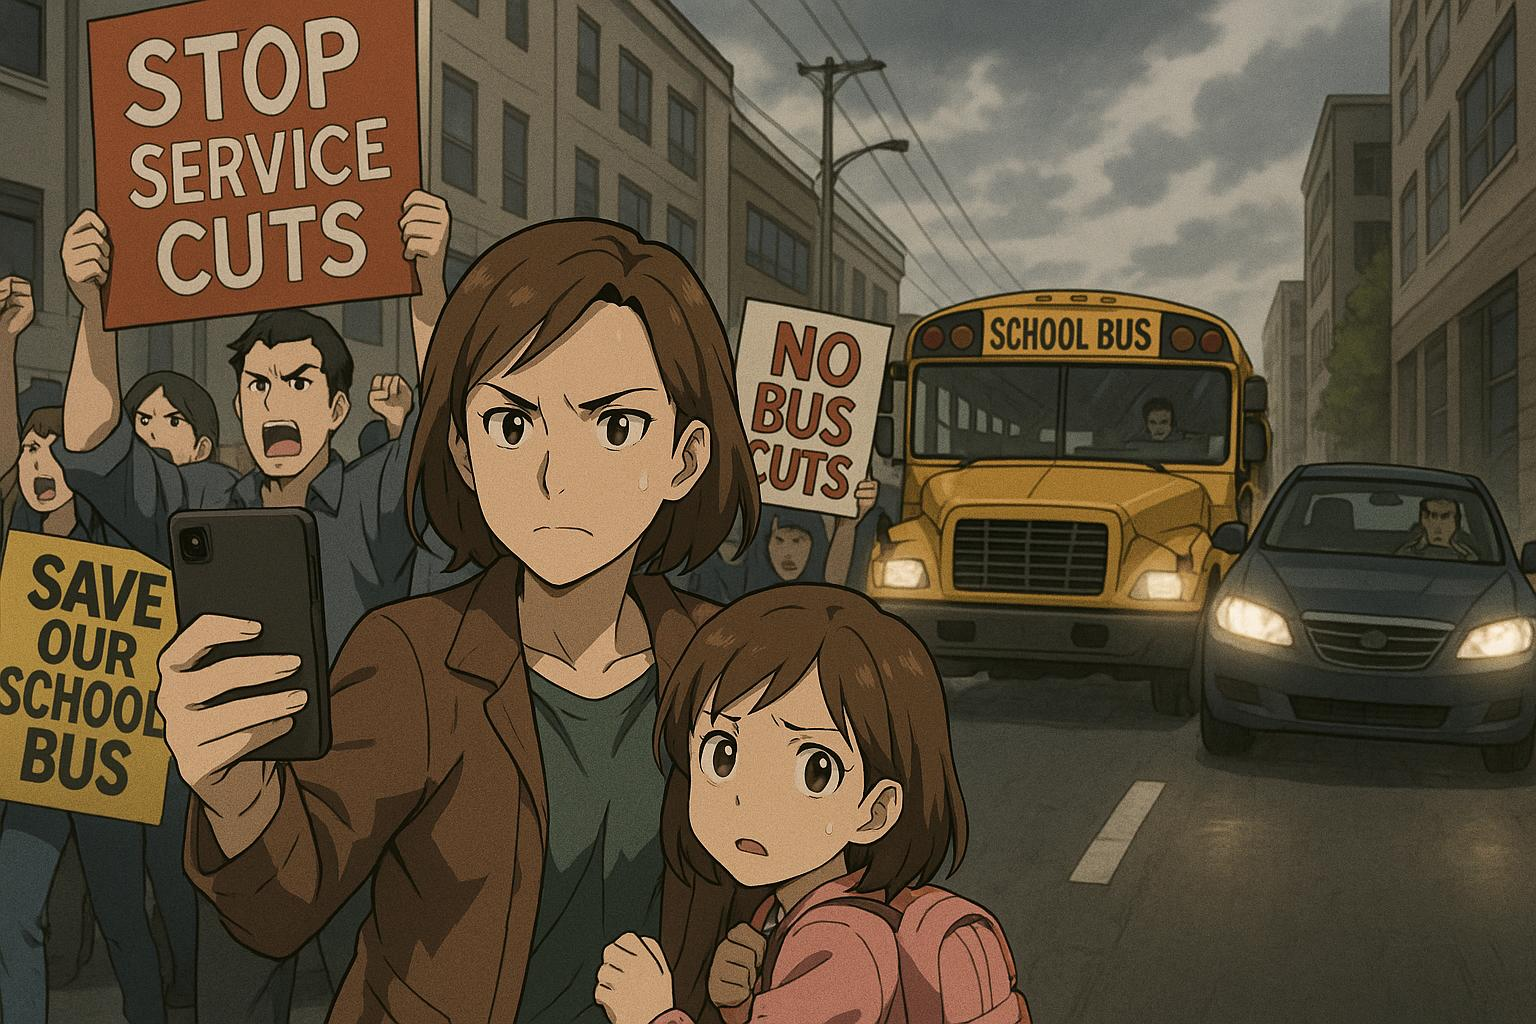 STOP
SERVICE
CUTS
NO
BUS
CUTS
SCHOOL BUS
SAVE
OUR
SCHOOL
BUS